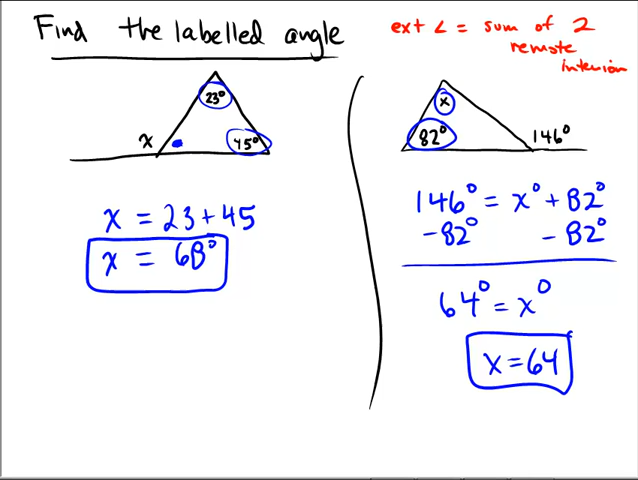 Find the labelled angle
ext ∠ = sum of 2
remote
interior
23°
x
45°
x = 23+45
x = 68°
x
82°
146°
146° = x° + 82°
-82° - 82°
64° = x°
x = 64